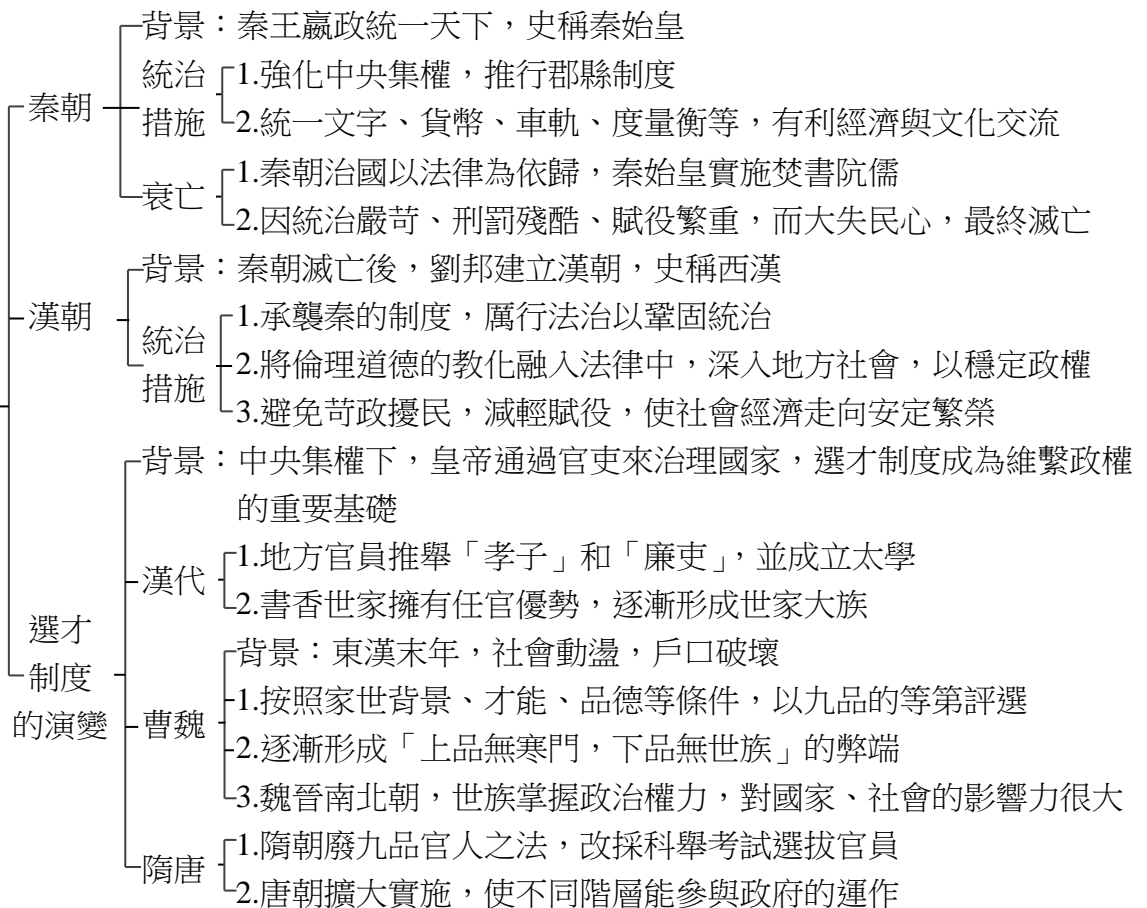 秦朝
背景：秦王嬴政統一天下，史稱秦始皇
統治
措施
1.強化中央集權，推行郡縣制度
2.統一文字、貨幣、車軌、度量衡等，有利經濟與文化交流
衰亡
1.秦朝治國以法律為依歸，秦始皇實施焚書阬儒
2.因統治嚴苛、刑罰殘酷、賦役繁重，而大失民心，最終滅亡
漢朝
背景：秦朝滅亡後，劉邦建立漢朝，史稱西漢
統治
措施
1.承襲秦的制度，厲行法治以鞏固統治
2.將倫理道德的教化融入法律中，深入地方社會，以穩定政權
3.避免苛政擾民，減輕賦役，使社會經濟走向安定繁榮
選才
制度
的演變
背景：中央集權下，皇帝通過官吏來治理國家，選才制度成為維繫政權
的重要基礎
漢代
1.地方官員推舉「孝子」和「廉吏」，並成立太學
2.書香世家擁有任官優勢，逐漸形成世家大族
曹魏
背景：東漢末年，社會動盪，戶口破壞
1.按照家世背景、才能、品德等條件，以九品的等第評選
2.逐漸形成「上品無寒門，下品無世族」的弊端
3.魏晉南北朝，世族掌握政治權力，對國家、社會的影響力很大
隋唐
1.隋朝廢九品官人之法，改採科舉考試選拔官員
2.唐朝擴大實施，使不同階層能參與政府的運作